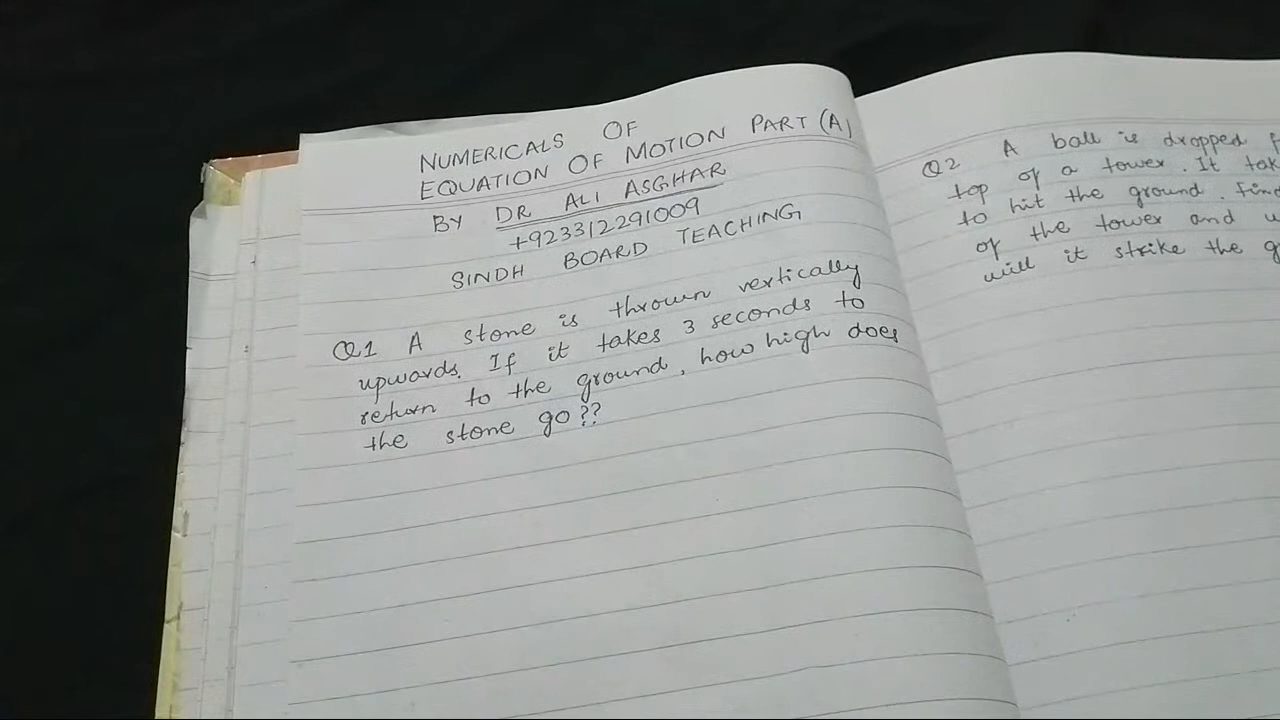 NUMERICALS OF
EQUATION OF MOTION PART (A)
BY DR ALI ASGHAR
+923312291009
SINDH BOARD TEACHING
Q1 A stone is thrown vertically
upwards. If it takes 3 seconds to
return to the ground, how high does
the stone go??
Q2 A ball is dropped
top of a tower. It
to hit the ground.
of the tower and
will it strike the